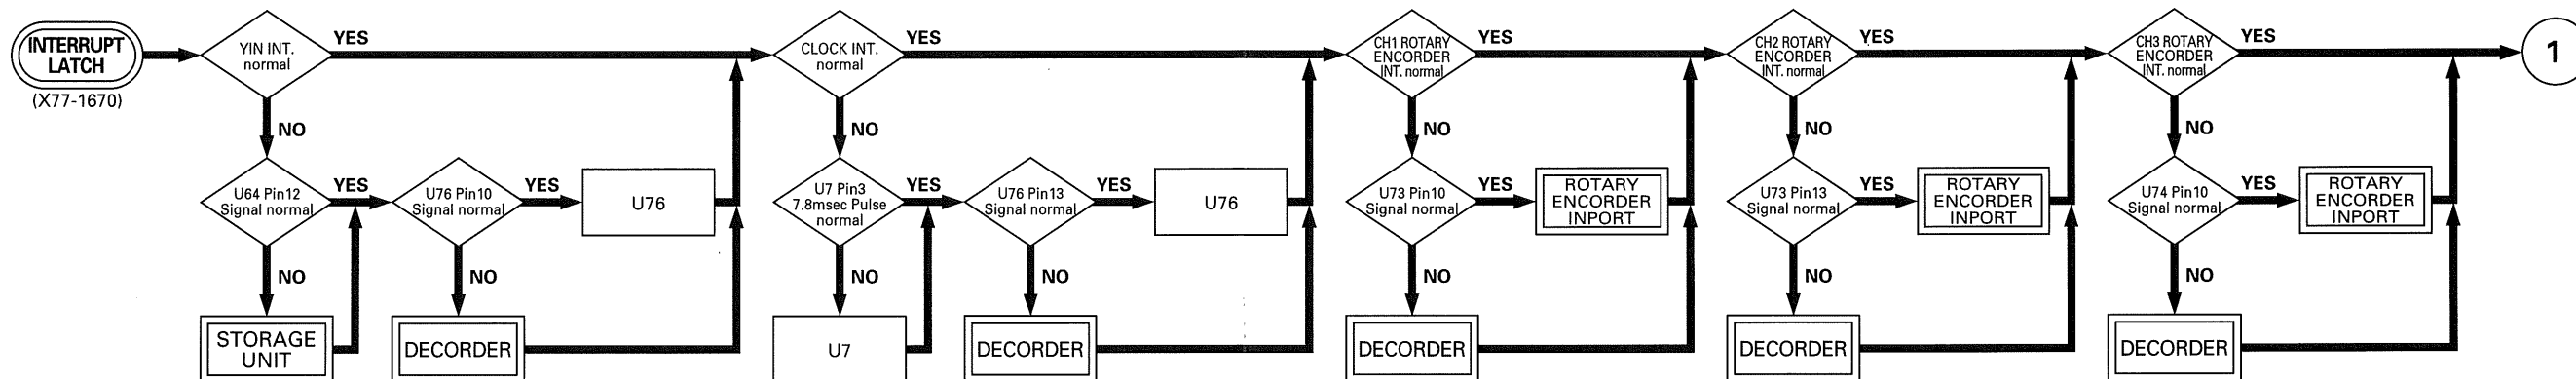 INTERRUPT
LATCH
(X77-1670)
YIN INT.
normal
YES
NO
U64 Pin12
Signal normal
YES
NO
STORAGE
UNIT
U76 Pin10
Signal normal
YES
NO
DECORDER
U76
CLOCK INT.
normal
YES
NO
U7 Pin3
7.8msec Pulse
normal
YES
NO
U7
U76 Pin13
Signal normal
YES
NO
DECORDER
U76
CH1 ROTARY
ENCORDER
INT. normal
YES
NO
U73 Pin10
Signal normal
YES
NO
DECORDER
ROTARY
ENCORDER
INPORT
CH2 ROTARY
ENCORDER
INT. normal
YES
NO
U73 Pin13
Signal normal
YES
NO
DECORDER
ROTARY
ENCORDER
INPORT
CH3 ROTARY
ENCORDER
INT. normal
YES
NO
U74 Pin10
Signal normal
YES
NO
DECORDER
ROTARY
ENCORDER
INPORT
1